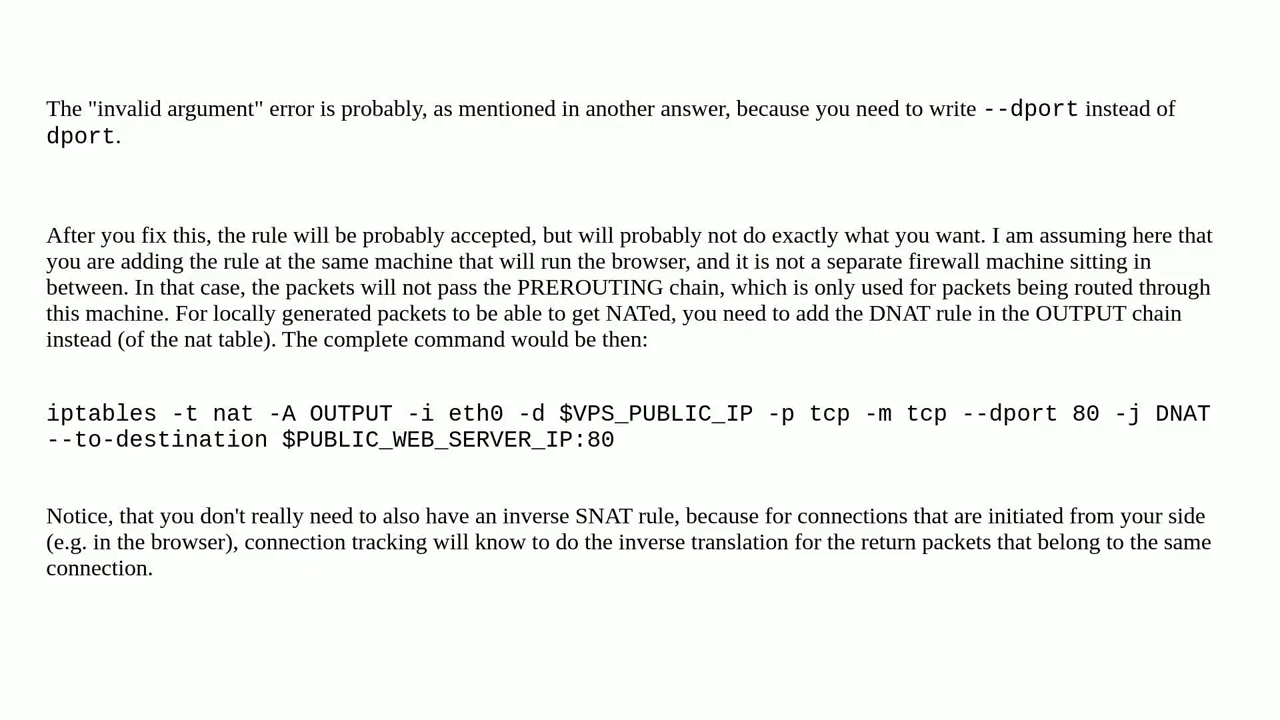 The "invalid argument" error is probably, as mentioned in another answer, because you need to write --dport instead of
dport.
After you fix this, the rule will be probably accepted, but will probably not do exactly what you want. I am assuming here that
you are adding the rule at the same machine that will run the browser, and it is not a separate firewall machine sitting in
between. In that case, the packets will not pass the PREROUTING chain, which is only used for packets being routed through
this machine. For locally generated packets to be able to get NATed, you need to add the DNAT rule in the OUTPUT chain
instead (of the nat table). The complete command would be then:
iptables -t nat -A OUTPUT -i eth0 -d $VPS_PUBLIC_IP -p tcp -m tcp --dport 80 -j DNAT
--to-destination $PUBLIC_WEB_SERVER_IP:80
Notice, that you don't really need to also have an inverse SNAT rule, because for connections that are initiated from your side
(e.g. in the browser), connection tracking will know to do the inverse translation for the return packets that belong to the same
connection.